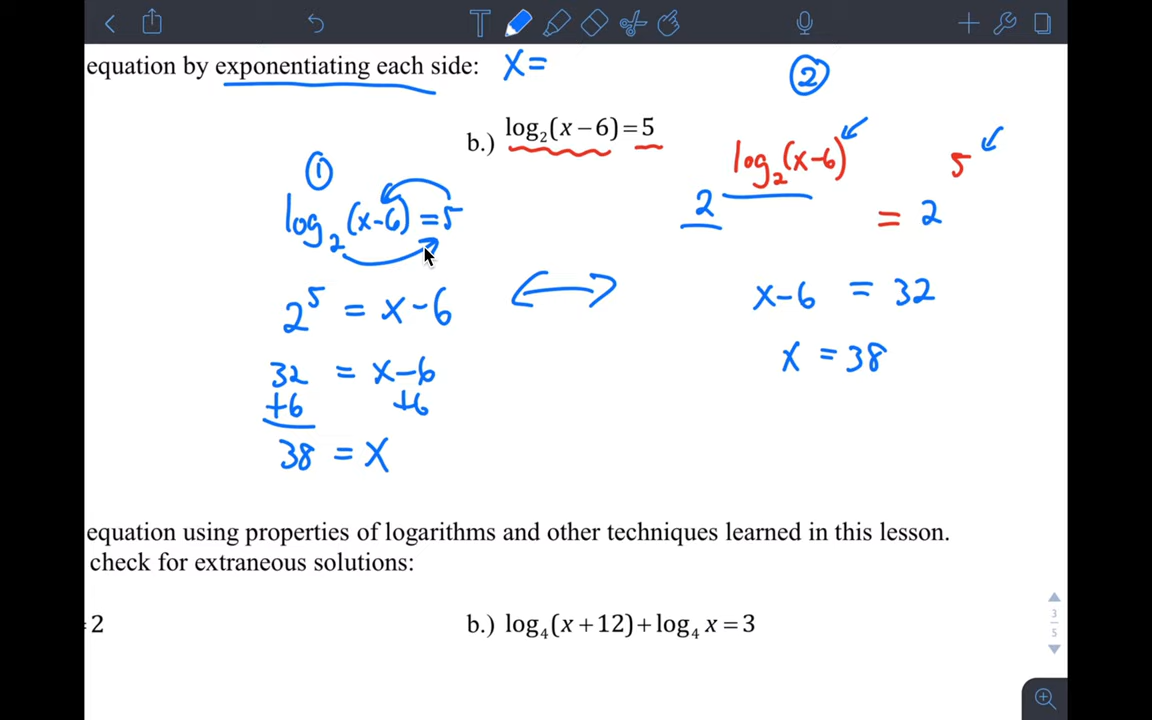 equation by exponentiating each side: x=
②
b.) log₂(x − 6) = 5
①
log₂(x-6) = 5
2⁵ = x-6
32 = x-6
+6 +6
38 = x
2^(log₂(x-6)) = 2^5
x-6 = 32
x = 38
equation using properties of logarithms and other techniques learned in this lesson.
check for extraneous solutions:
= 2
b.) log₄(x + 12) + log₄ x = 3
3
5